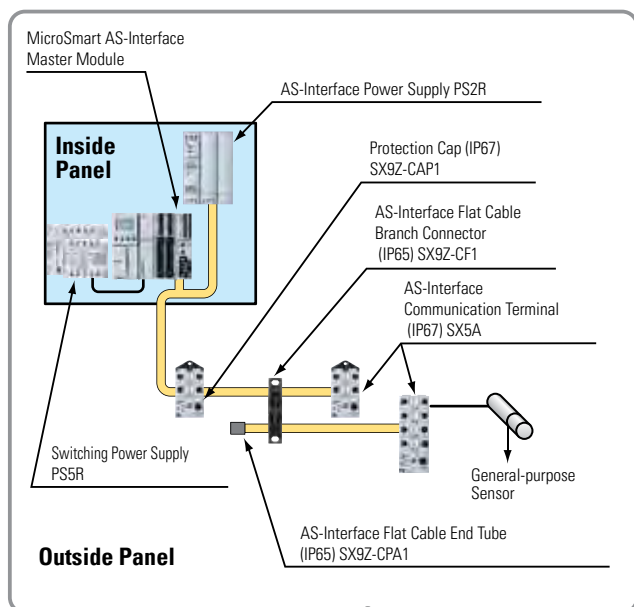 MicroSmart AS-Interface
Master Module
AS-Interface Power Supply PS2R
Inside
Panel
Protection Cap (IP67)
SX9Z-CAP1
AS-Interface Flat Cable
Branch Connector
(IP65) SX9Z-CF1
AS-Interface
Communication Terminal
(IP67) SX5A
Switching Power Supply
PS5R
General-purpose
Sensor
AS-Interface Flat Cable End Tube
(IP65) SX9Z-CPA1
Outside Panel